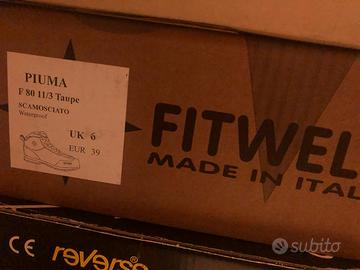 PIUMA
F 80 11/3 Taupe
SCAMOSCIATO
Waterproof
UK 6
EUR 39
FITWEL
MADE IN ITAL
CE reverse
subito